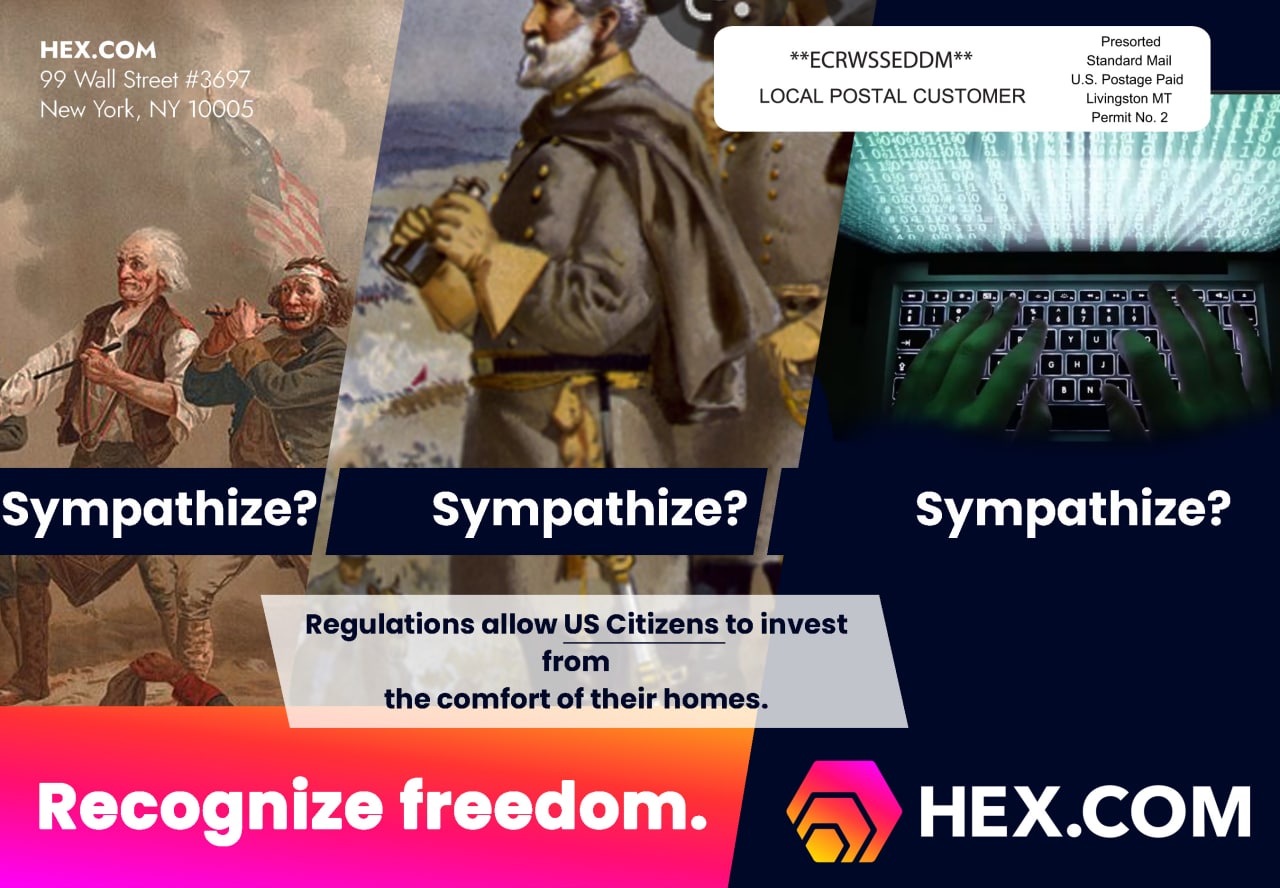 HEX.COM
99 Wall Street #3697
New York, NY 10005
**ECRWSSEDDM**
LOCAL POSTAL CUSTOMER
Presorted
Standard Mail
U.S. Postage Paid
Livingston MT
Permit No. 2
Sympathize?
Sympathize?
Sympathize?
Regulations allow US Citizens to invest
from
the comfort of their homes.
Recognize freedom.
HEX.COM